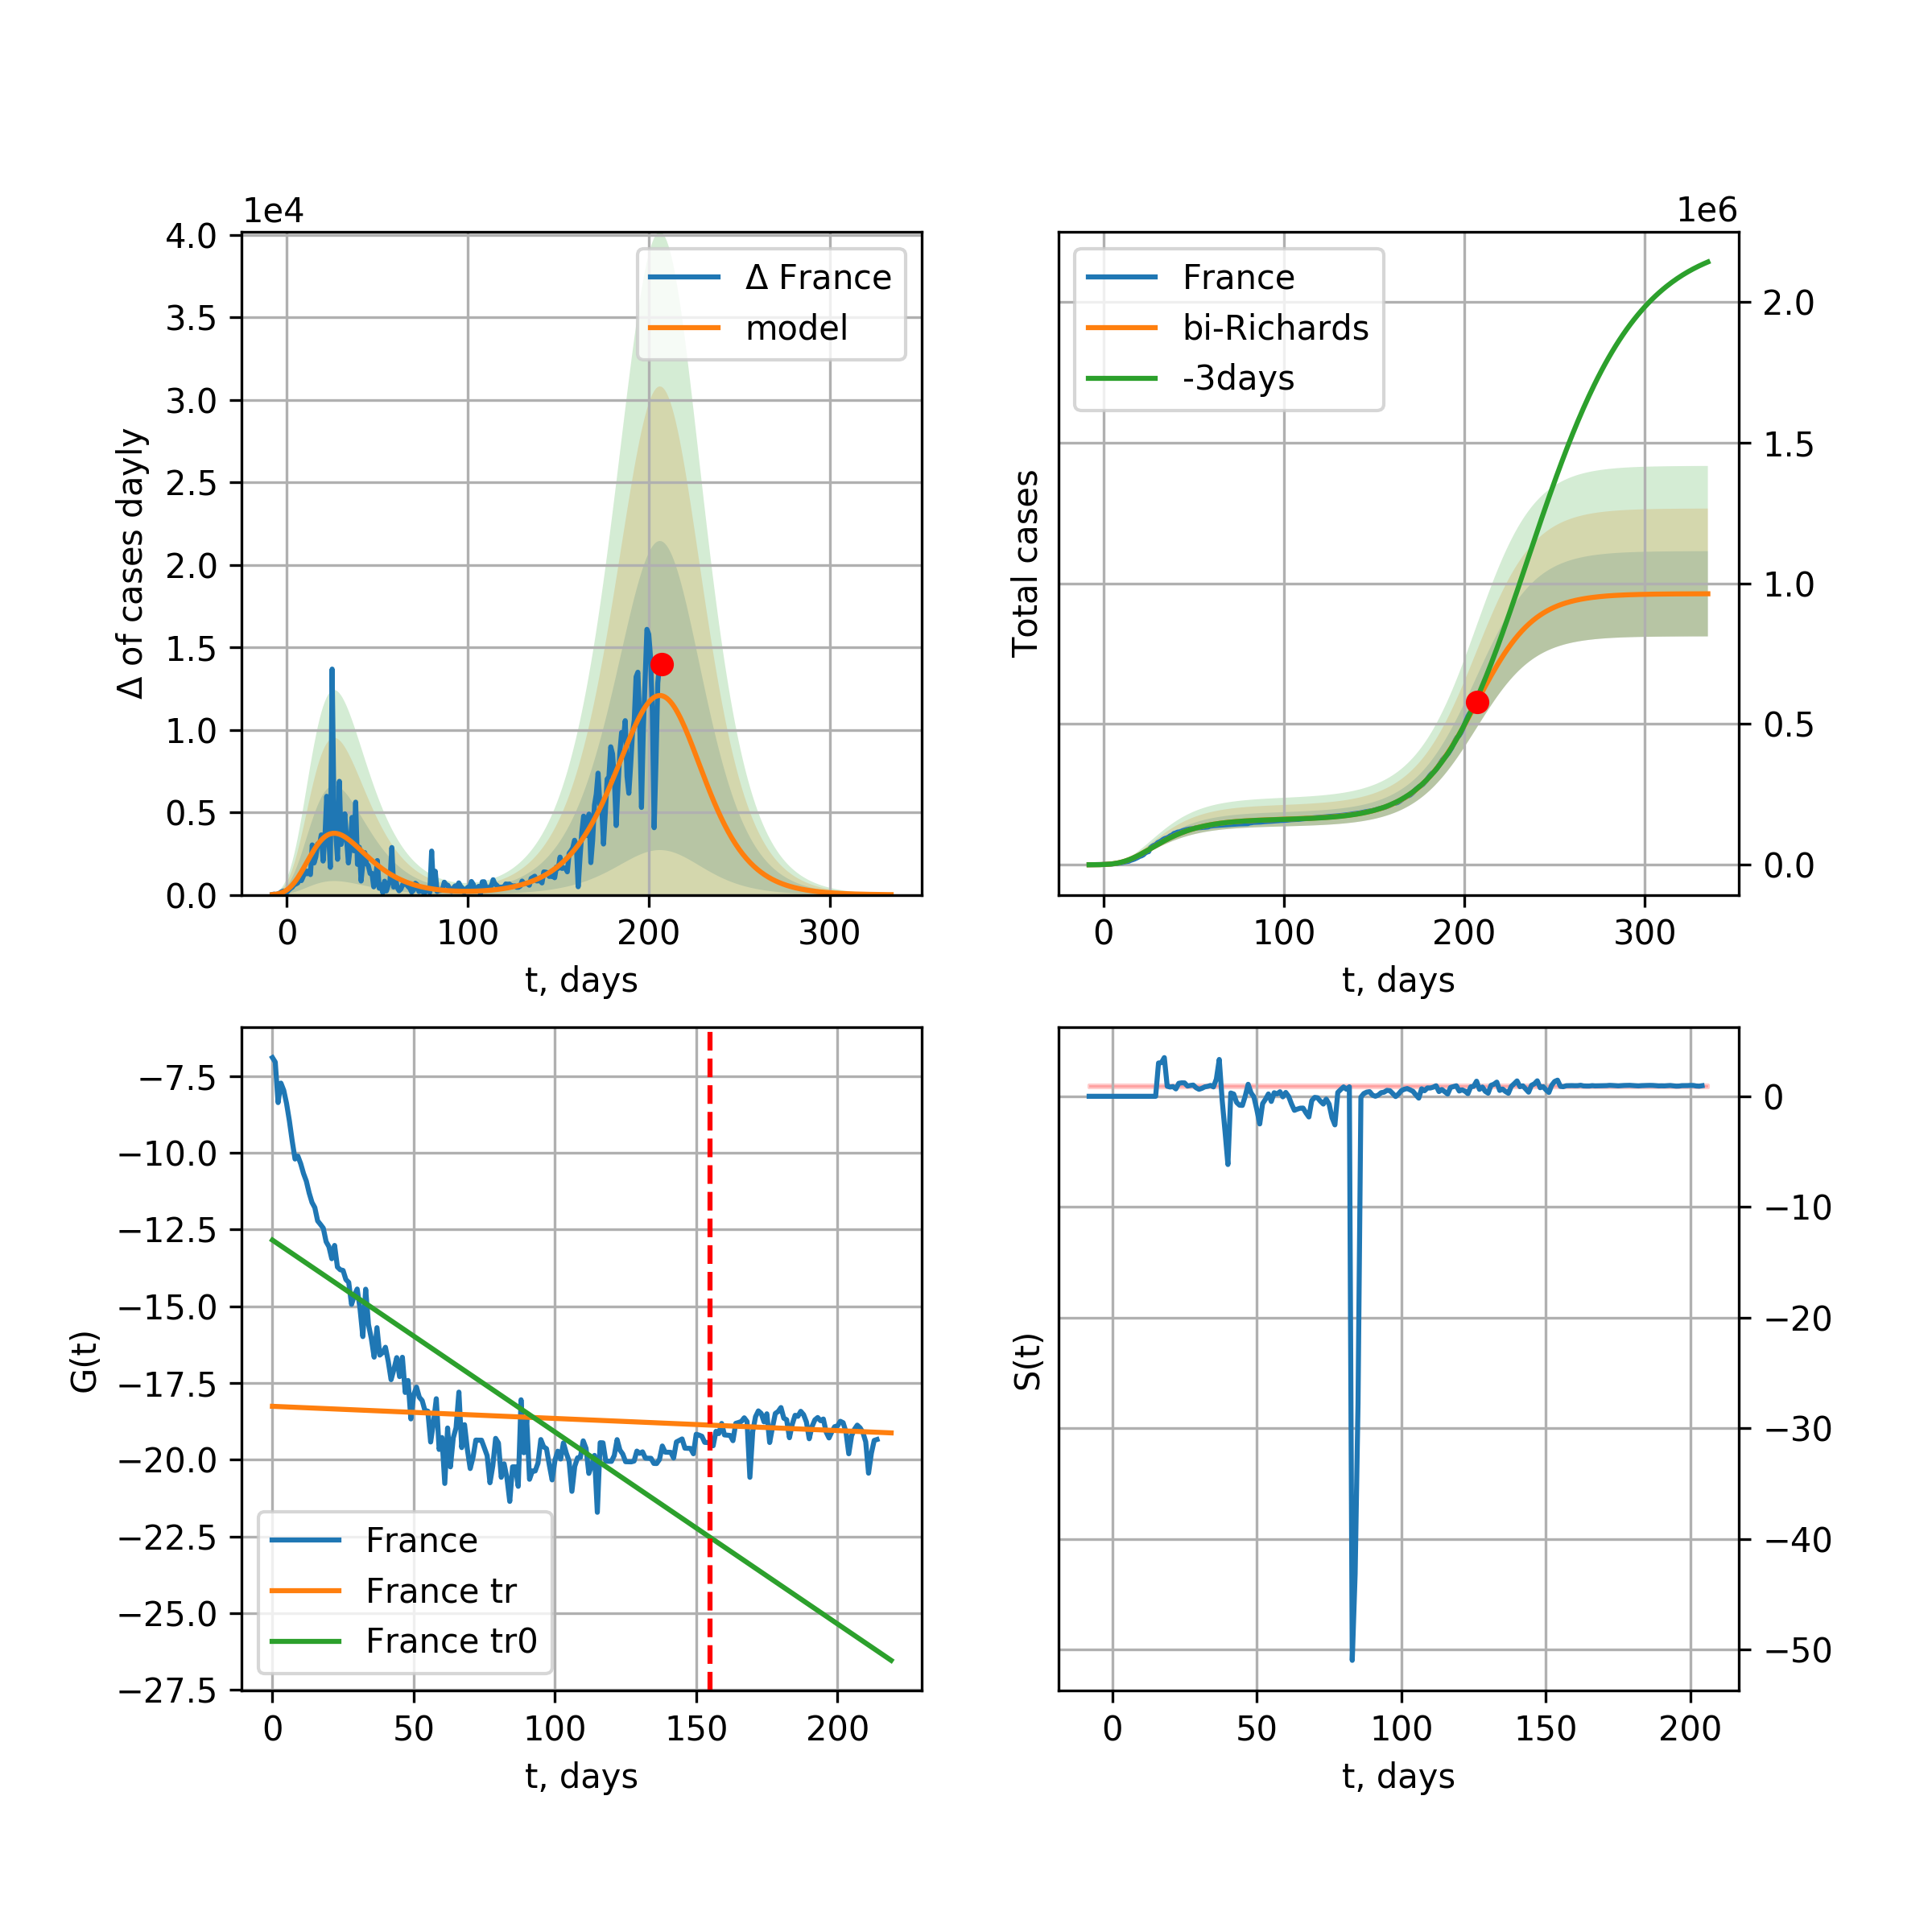 1e4
4.0
3.5
3.0
2.5
2.0
1.5
1.0
0.5
0.0
Δ of cases dayly
Δ France
model
0
100
200
300
t, days
1e6
France
bi-Richards
-3days
Total cases
2.0
1.5
1.0
0.5
0.0
0
100
200
300
t, days
−7.5
−10.0
−12.5
−15.0
−17.5
−20.0
−22.5
−25.0
−27.5
G(t)
France
France tr
France tr0
0
50
100
150
200
t, days
S(t)
0
−10
−20
−30
−40
−50
0
50
100
150
200
t, days